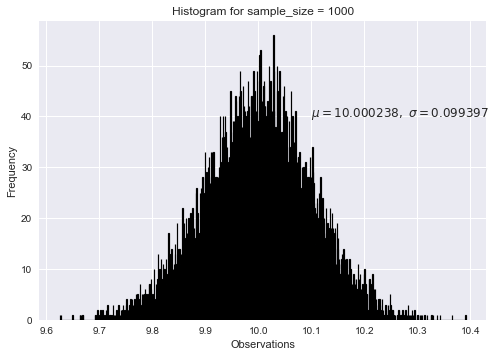 Histogram for sample_size = 1000
50
40
30
20
10
0
Frequency
μ = 10.000238, σ = 0.099397
9.6 9.7 9.8 9.9 10.0 10.1 10.2 10.3 10.4
Observations